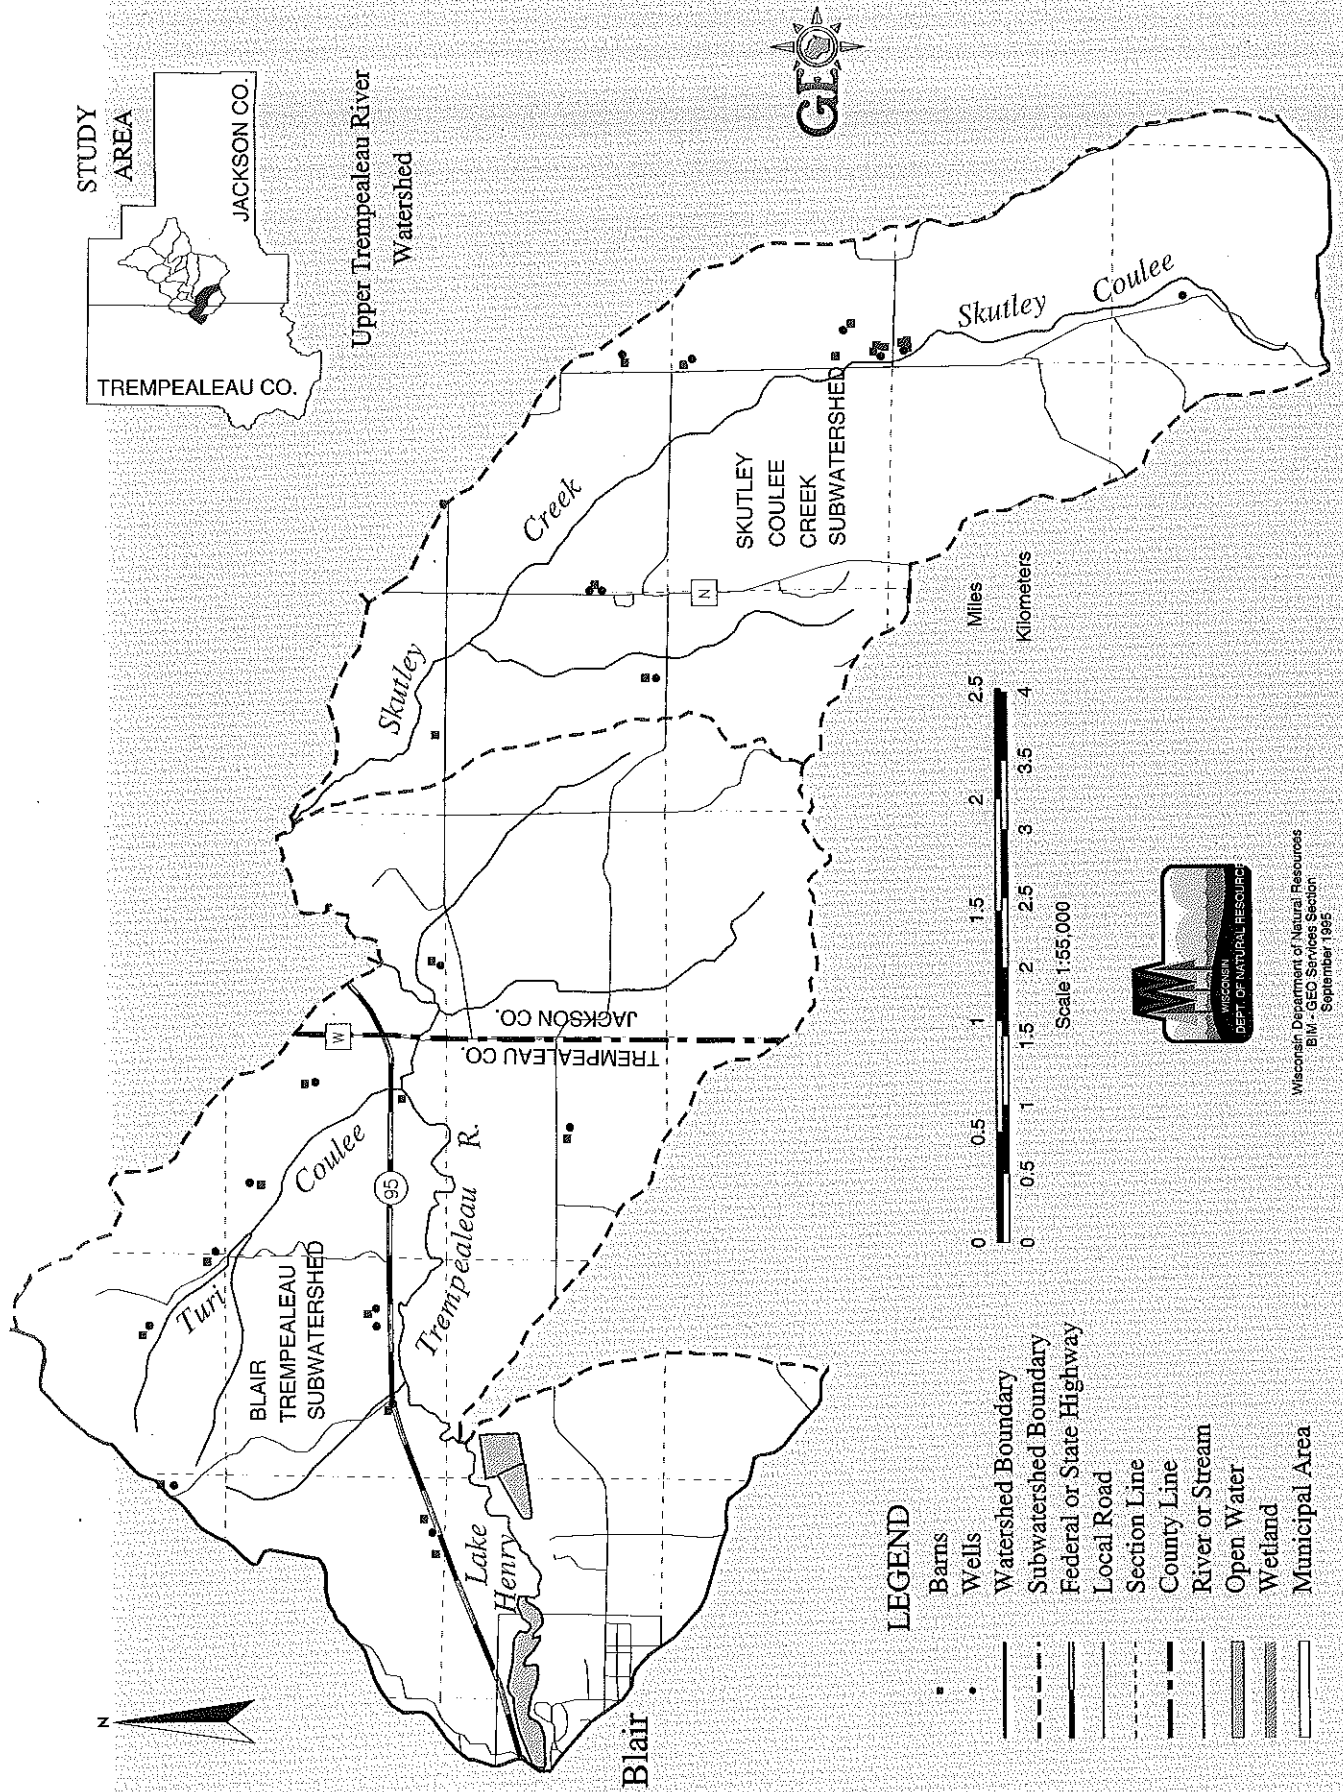 STUDY
AREA
JACKSON CO.
TREMPEALEAU CO.
Upper Trempealeau River
Watershed
GE
N
Turi
Coulee
BLAIR
TREMPEALEAU
SUBWATERSHED
95
W
Trempealeau
R.
TREMPEALEAU CO.
JACKSON CO.
Lake
Henry
Blair
Skutley
Creek
N
SKUTLEY
COULEE
CREEK
SUBWATERSHED
Skutley
Coulee
LEGEND
Barns
Wells
Watershed Boundary
Subwatershed Boundary
Federal or State Highway
Local Road
Section Line
County Line
River or Stream
Open Water
Wetland
Municipal Area
0 0.5 1 1.5 2 2.5 Miles
0 0.5 1 1.5 2 2.5 3 3.5 4 Kilometers
Scale 1:55,000
WISCONSIN
DEPT. OF NATURAL RESOURCE
Wisconsin Department of Natural Resources
BIM - GEO Services Section
September 1995